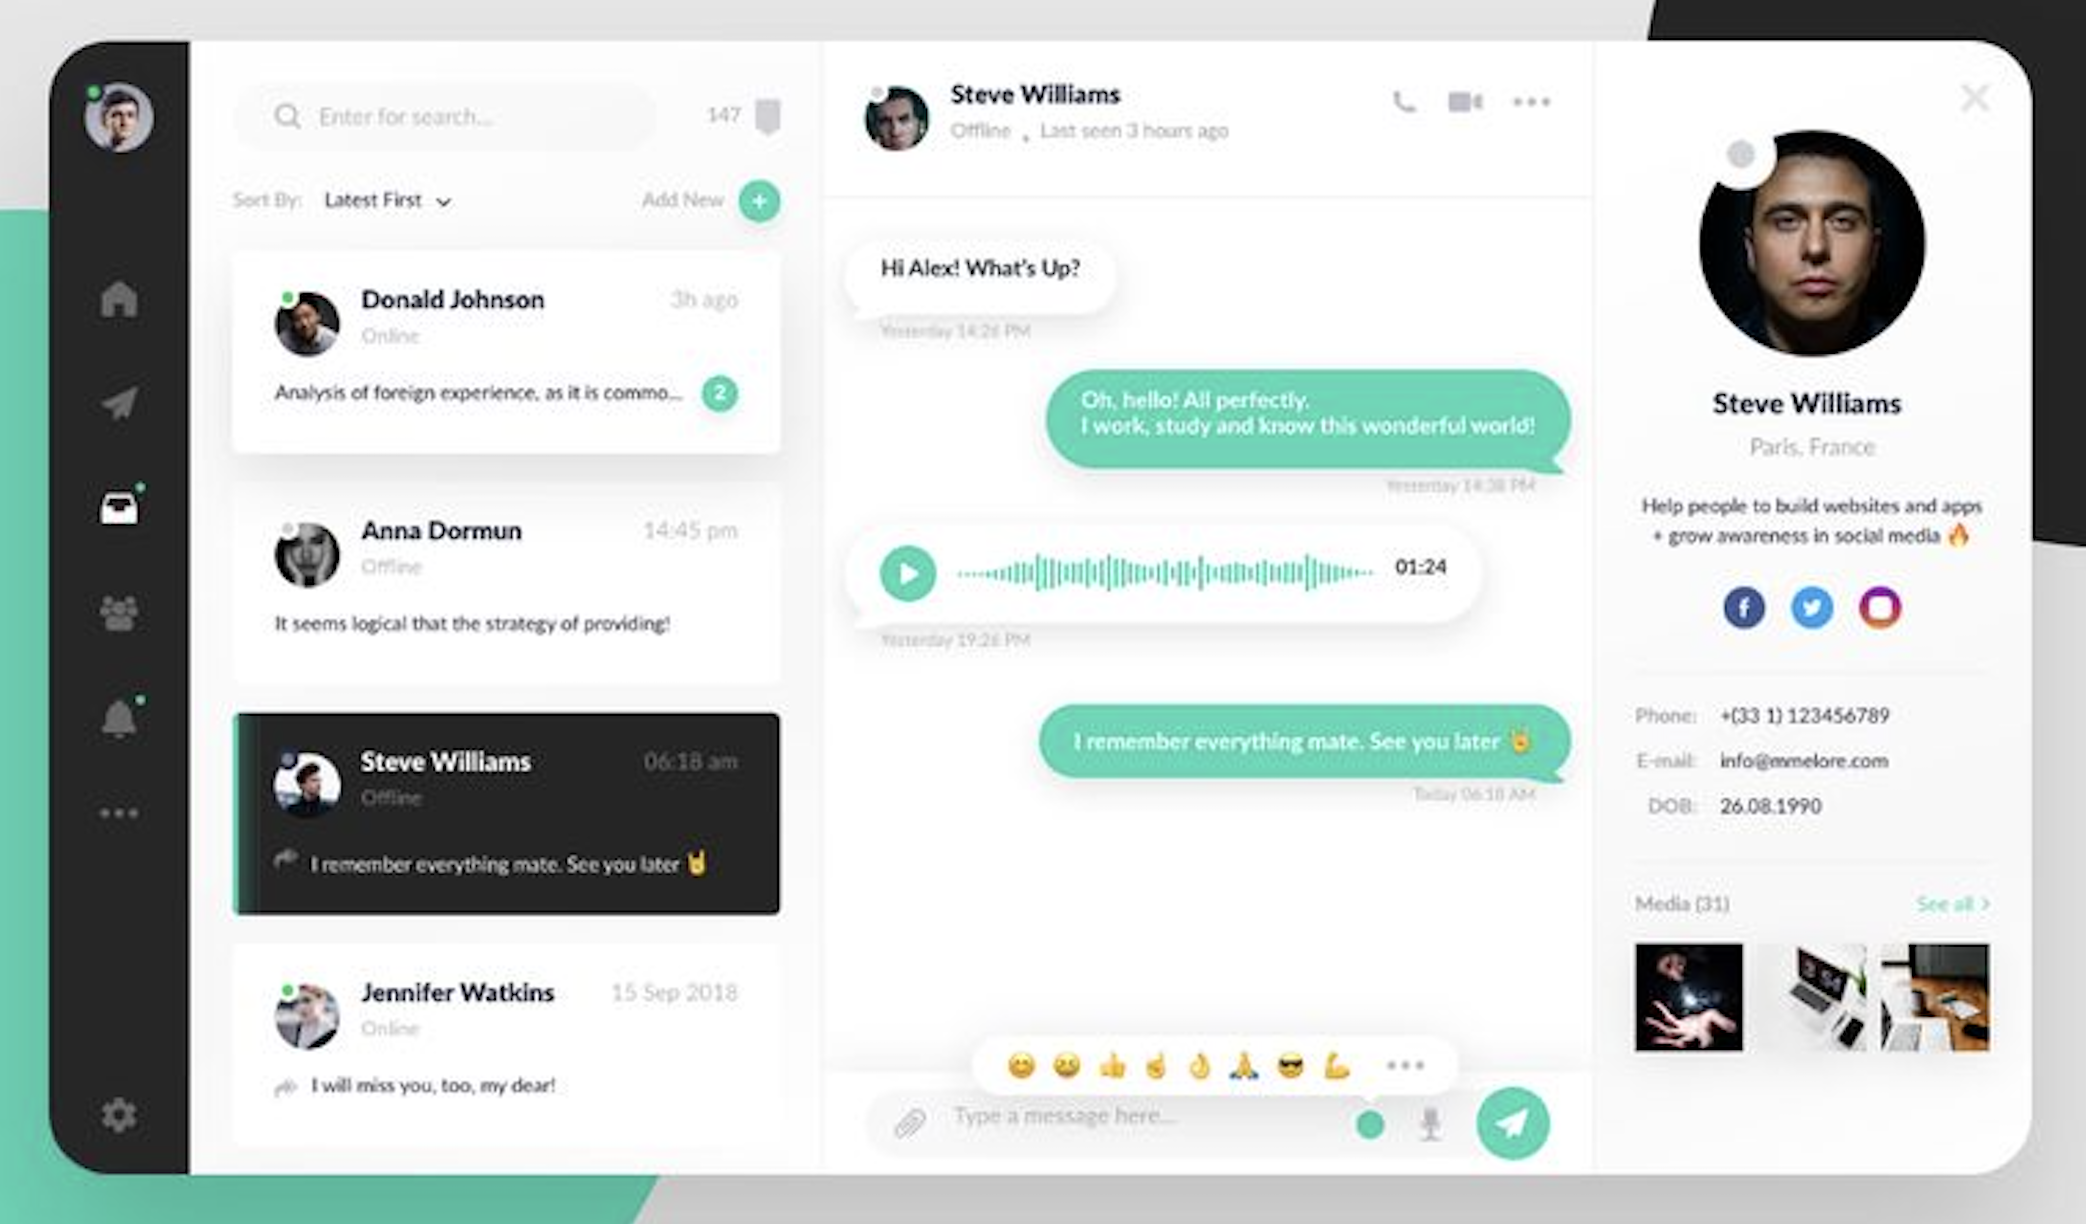 Enter for search...
147
Sort By: Latest First
Add New
Donald Johnson
3h ago
Online
Analysis of foreign experience, as it is commo...
2
Anna Dormun
14:45 pm
Offline
It seems logical that the strategy of providing!
Steve Williams
06:18 am
Offline
I remember everything mate. See you later 🤘
Jennifer Watkins
15 Sep 2018
Online
I will miss you, too, my dear!
Steve Williams
Offline . Last seen 3 hours ago
Hi Alex! What's Up?
Yesterday 14:26 PM
Oh, hello! All perfectly.
I work, study and know this wonderful world!
Yesterday 14:38 PM
01:24
Yesterday 19:26 PM
I remember everything mate. See you later 🤘
Today 06:18 AM
Type a message here...
Steve Williams
Paris, France
Help people to build websites and apps
+ grow awareness in social media 🔥
Phone: +(33 1) 123456789
E-mail: info@mmelore.com
DOB: 26.08.1990
Media (31)
See all >